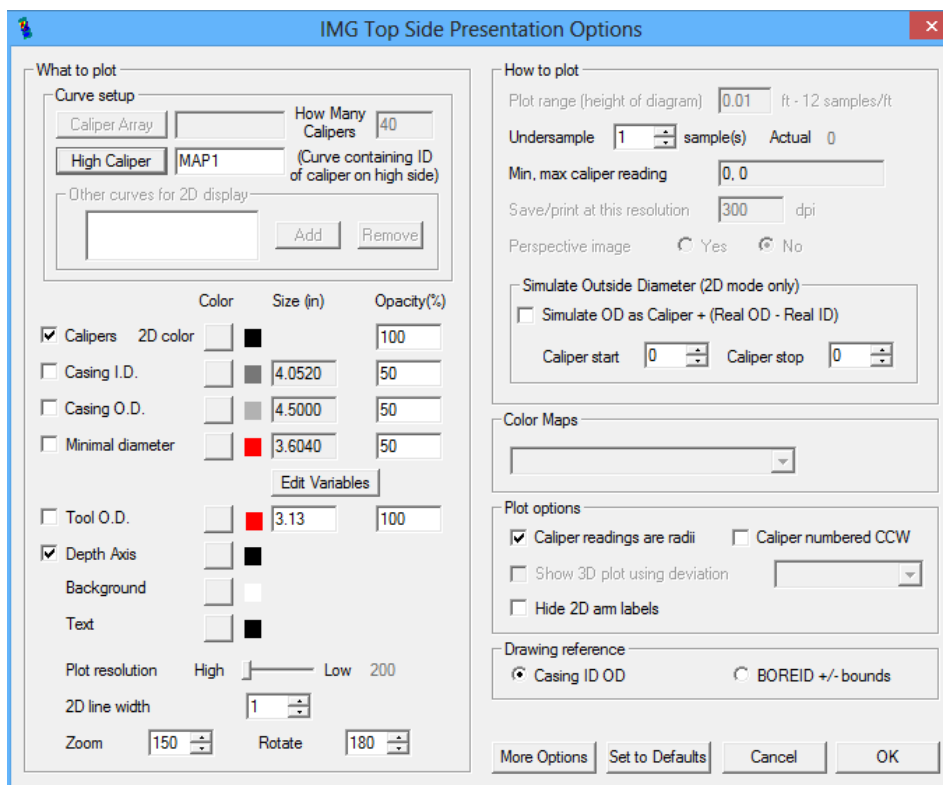 IMG Top Side Presentation Options
What to plot
Curve setup
Caliper Array How Many Calipers 40
High Caliper MAP1 (Curve containing ID of caliper on high side)
Other curves for 2D display
Add Remove
Color Size (in) Opacity(%)
Calipers 2D color 100
Casing I.D. 4.0520 50
Casing O.D. 4.5000 50
Minimal diameter 3.6040 50
Edit Variables
Tool O.D. 3.13 100
Depth Axis
Background
Text
Plot resolution High Low 200
2D line width 1
Zoom 150 Rotate 180
How to plot
Plot range (height of diagram) 0.01 ft - 12 samples/ft
Undersample 1 sample(s) Actual 0
Min, max caliper reading 0, 0
Save/print at this resolution 300 dpi
Perspective image Yes No
Simulate Outside Diameter (2D mode only)
Simulate OD as Caliper + (Real OD - Real ID)
Caliper start 0 Caliper stop 0
Color Maps
Plot options
Caliper readings are radii Caliper numbered CCW
Show 3D plot using deviation
Hide 2D arm labels
Drawing reference
Casing ID OD BOREID +/- bounds
More Options Set to Defaults Cancel OK